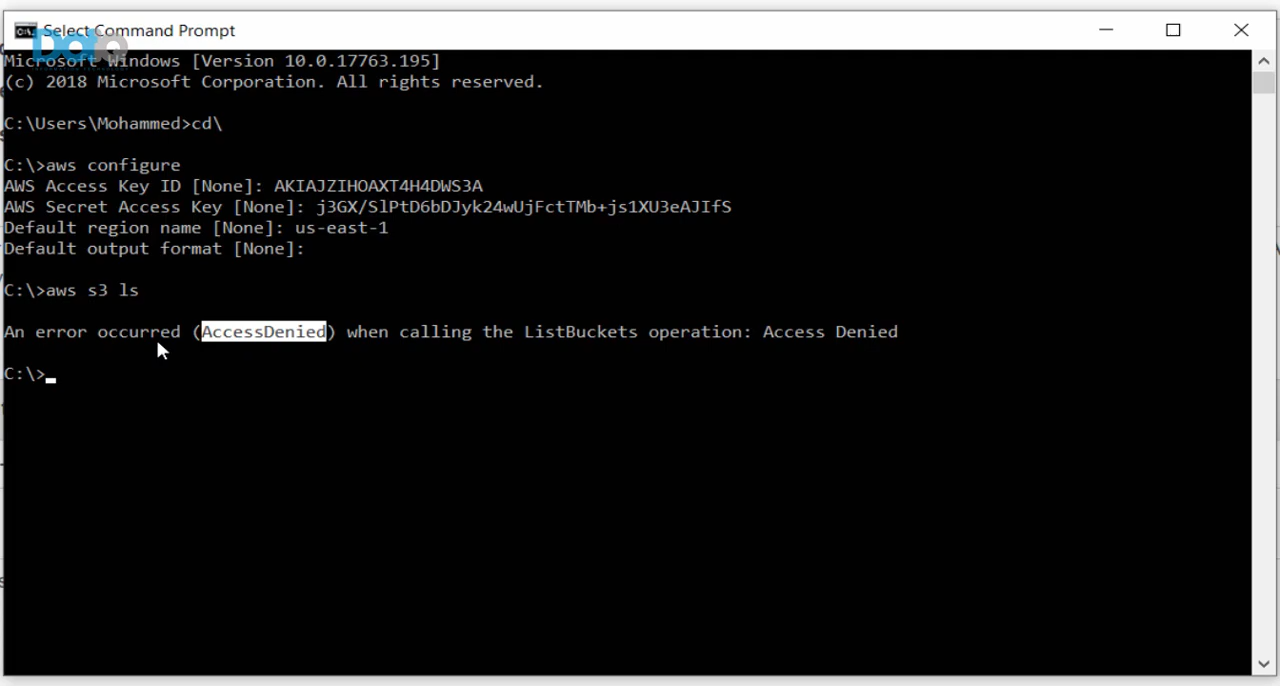 Select Command Prompt
Microsoft Windows [Version 10.0.17763.195]
(c) 2018 Microsoft Corporation. All rights reserved.
C:\Users\Mohammed>cd\
C:\>aws configure
AWS Access Key ID [None]: AKIAJZIHOAXT4H4DWS3A
AWS Secret Access Key [None]: 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
Default region name [None]: us-east-1
Default output format [None]:
C:\>aws s3 ls
An error occurred (AccessDenied) when calling the ListBuckets operation: Access Denied
C:\>